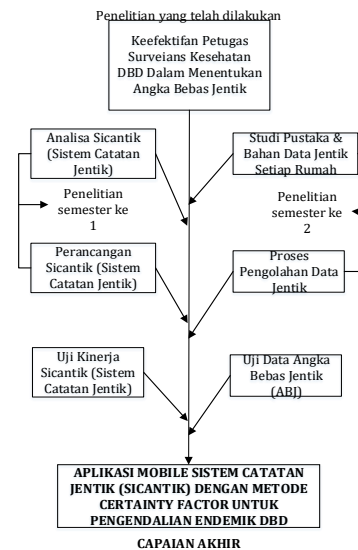 Penelitian yang telah dilakukan
Keefektifan Petugas
Surveians Kesehatan
DBD Dalam Menentukan
Angka Bebas Jentik
Analisa Sicantik
(Sistem Catatan
Jentik)
Studi Pustaka &
Bahan Data Jentik
Setiap Rumah
Penelitian
semester ke
1
Penelitian
semester ke
2
Perancangan
Sicantik (Sistem
Catatan Jentik)
Proses
Pengolahan Data
Jentik
Uji Kinerja
Sicantik (Sistem
Catatan Jentik)
Uji Data Angka
Bebas Jentik
(ABJ)
APLIKASI MOBILE SISTEM CATATAN
JENTIK (SICANTIK) DENGAN METODE
CERTAINTY FACTOR UNTUK
PENGENDALIAN ENDEMIK DBD
CAPAIAN AKHIR